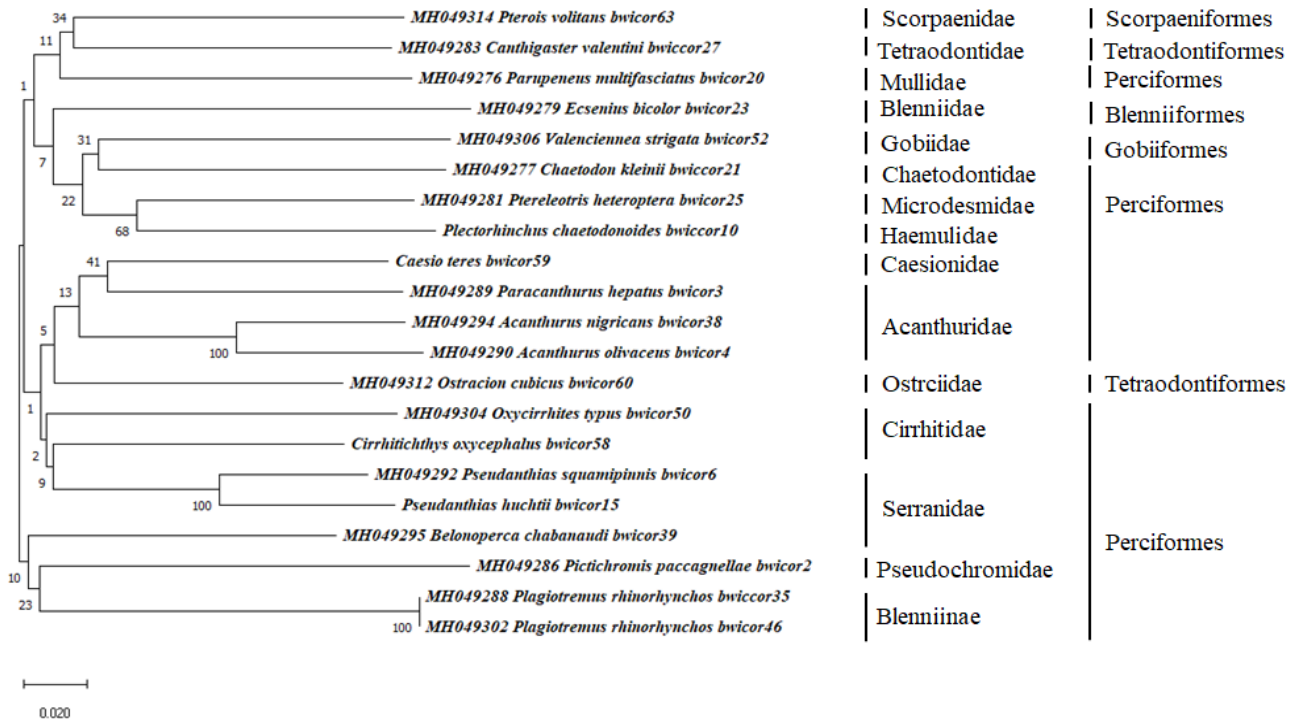 34 MH049314 Pterois volitans bwicor63 Scorpaenidae Scorpaeniformes
11 MH049283 Canthigaster valentini bwiccor27 Tetraodontidae Tetraodontiformes
1 MH049276 Parupeneus multifasciatus bwicor20 Mullidae Perciformes
MH049279 Ecsenius bicolor bwicor23 Blenniidae Blenniiformes
31 MH049306 Valenciennea strigata bwicor52 Gobiidae Gobiiformes
7 MH049277 Chaetodon kleinii bwiccor21 Chaetodontidae
22 MH049281 Ptereleotris heteroptera bwicor25 Microdesmidae Perciformes
68 Plectorhinchus chaetodonoides bwiccor10 Haemulidae
41 Caesio teres bwicor59 Caesionidae
13 MH049289 Paracanthurus hepatus bwicor3
5 MH049294 Acanthurus nigricans bwicor38 Acanthuridae
100 MH049290 Acanthurus olivaceus bwicor4
MH049312 Ostracion cubicus bwicor60 Ostrciidae Tetraodontiformes
1 MH049304 Oxycirrhites typus bwicor50 Cirrhitidae
2 Cirrhitichthys oxycephalus bwicor58
9 MH049292 Pseudanthias squamipinnis bwicor6
100 Pseudanthias huchtii bwicor15 Serranidae
MH049295 Belonoperca chabanaudi bwicor39 Perciformes
10 MH049286 Pictichromis paccagnellae bwicor2 Pseudochromidae
23 MH049288 Plagiotremus rhinorhynchos bwiccor35 Blenniinae
100 MH049302 Plagiotremus rhinorhynchos bwicor46
0.020